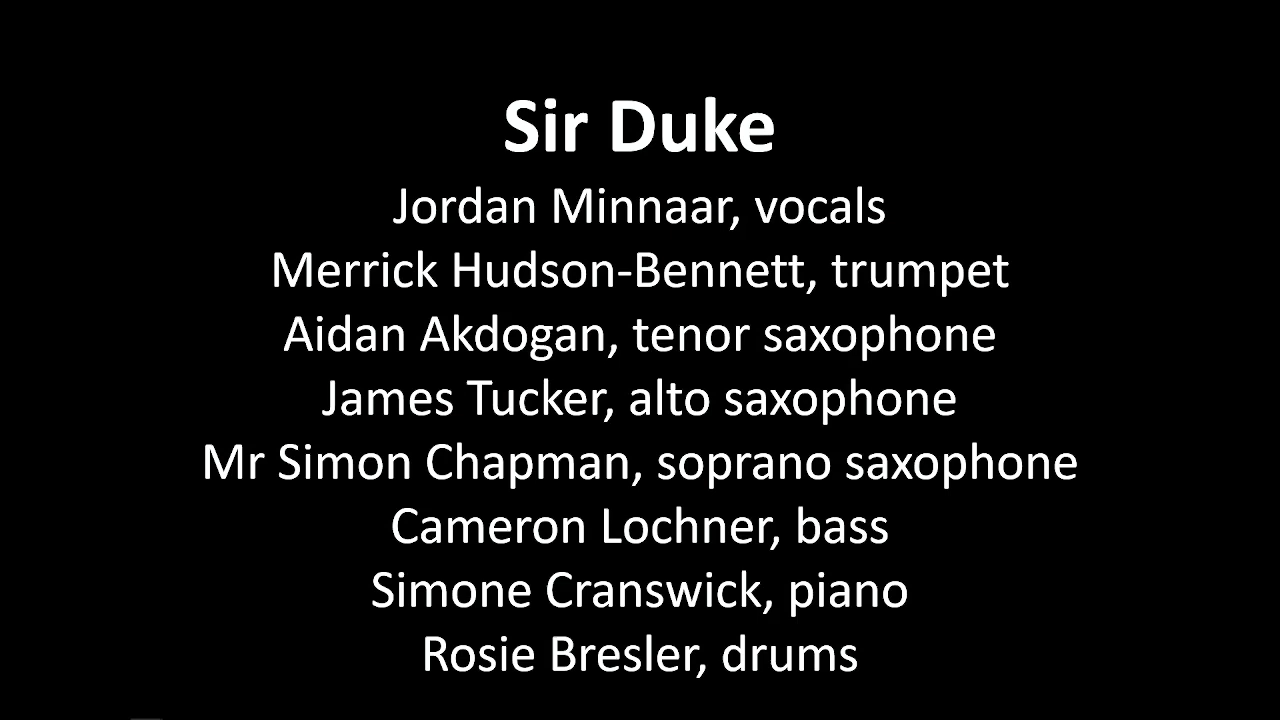 Sir Duke
Jordan Minnaar, vocals
Merrick Hudson-Bennett, trumpet
Aidan Akdogan, tenor saxophone
James Tucker, alto saxophone
Mr Simon Chapman, soprano saxophone
Cameron Lochner, bass
Simone Cranswick, piano
Rosie Bresler, drums